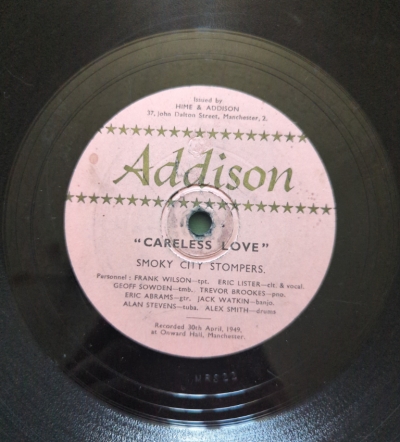 Issued by
HIME & ADDISON
37, John Dalton Street, Manchester, 2.
Addison
"CARELESS LOVE"
SMOKY CITY STOMPERS.
Personnel: FRANK WILSON—tpt. ERIC LISTER—clt. & vocal.
GEOFF SOWDEN—tmb. TREVOR BROOKES—pno.
ERIC ABRAMS—gtr. JACK WATKIN—banjo.
ALAN STEVENS—tuba. ALEX SMITH—drums
Recorded 30th April, 1949,
at Onward Hall, Manchester.